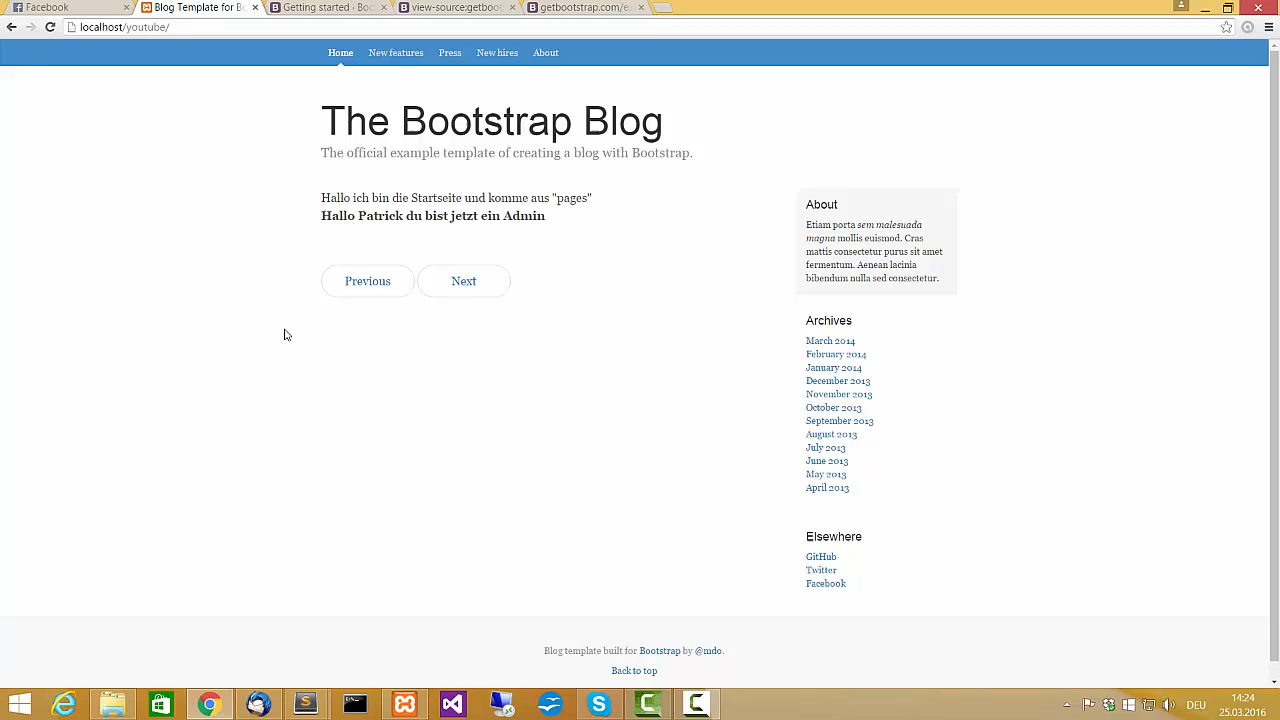 Facebook
Blog Template for B
Getting started · Boo
view-source:getboot
getbootstrap.com/e
localhost/youtube/
Home New features Press New hires About
The Bootstrap Blog
The official example template of creating a blog with Bootstrap.
Hallo ich bin die Startseite und komme aus "pages"
Hallo Patrick du bist jetzt ein Admin
Previous Next
About
Etiam porta sem malesuada
magna mollis euismod. Cras
mattis consectetur purus sit amet
fermentum. Aenean lacinia
bibendum nulla sed consectetur.
Archives
March 2014
February 2014
January 2014
December 2013
November 2013
October 2013
September 2013
August 2013
July 2013
June 2013
May 2013
April 2013
Elsewhere
GitHub
Twitter
Facebook
Blog template built for Bootstrap by @mdo.
Back to top
DEU
14:24
25.03.2016